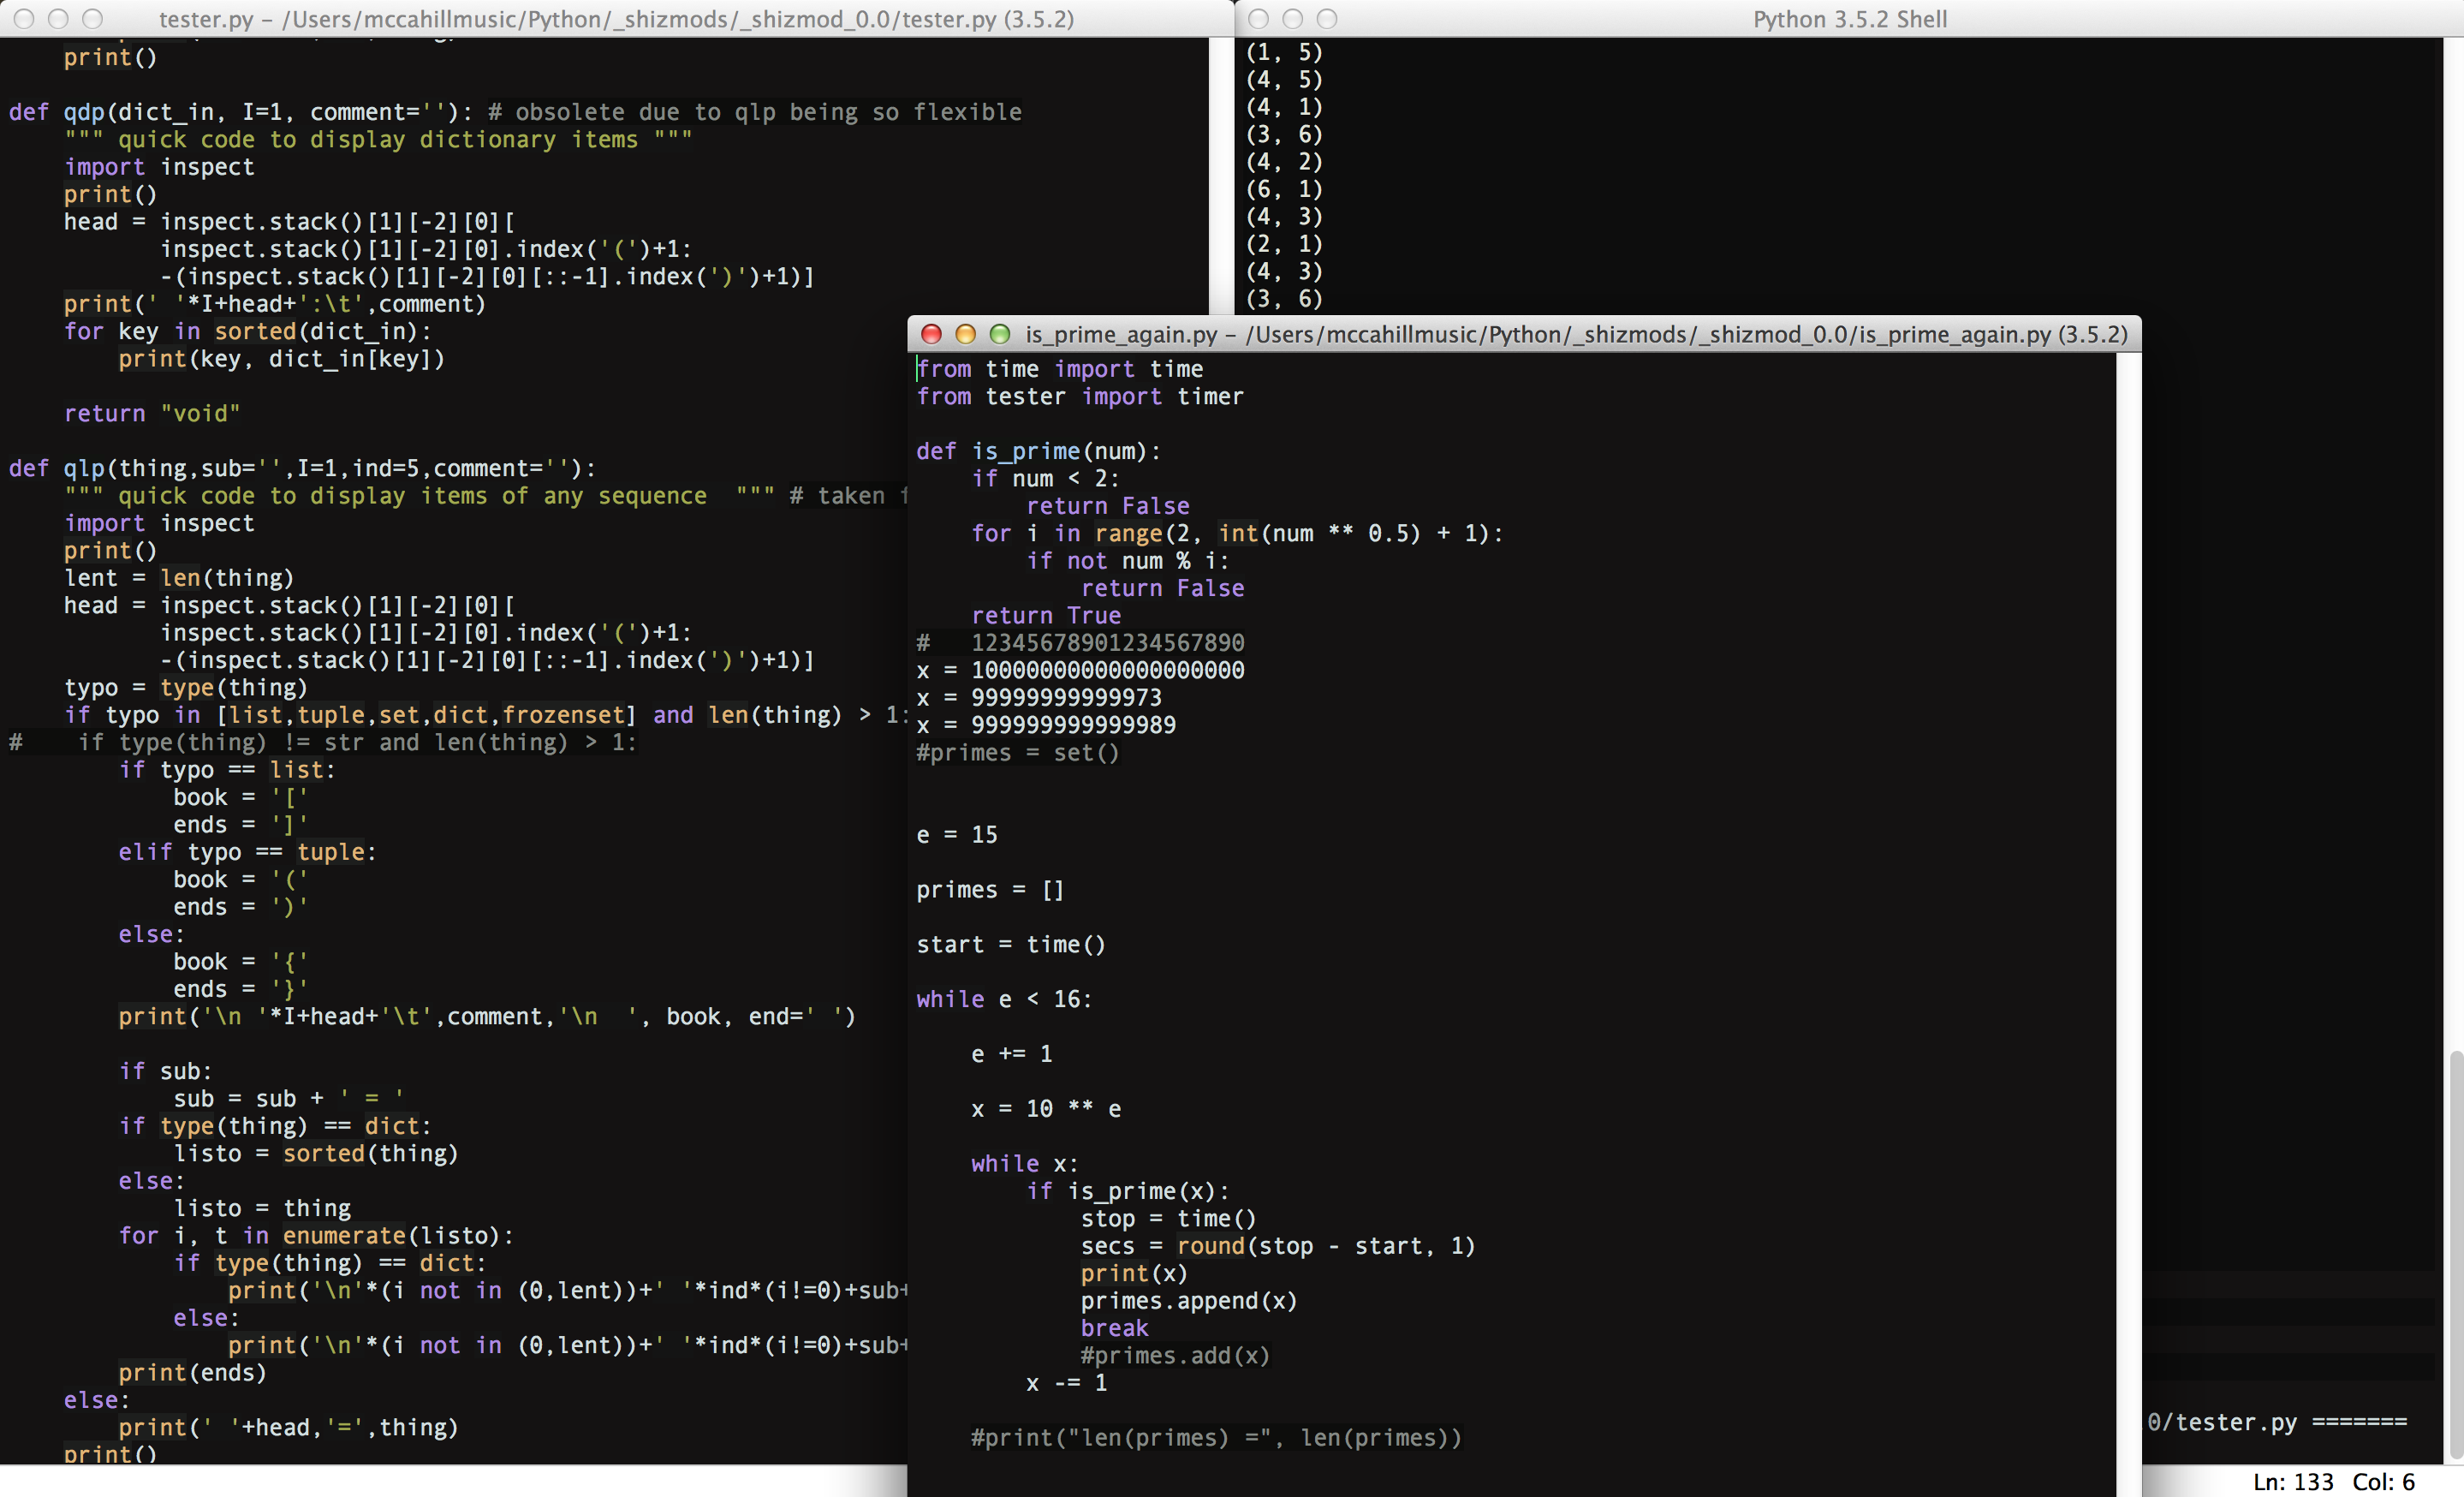 tester.py – /Users/mccahillmusic/Python/_shizmods/_shizmod_0.0/tester.py (3.5.2)
    print()

def qdp(dict_in, I=1, comment=''): # obsolete due to qlp being so flexible
    """ quick code to display dictionary items """
    import inspect
    print()
    head = inspect.stack()[1][-2][0][
           inspect.stack()[1][-2][0].index('(')+1:
           -(inspect.stack()[1][-2][0][::-1].index(')')+1)]
    print(' '*I+head+':\t',comment)
    for key in sorted(dict_in):
        print(key, dict_in[key])

    return "void"

def qlp(thing,sub='',I=1,ind=5,comment=''):
    """ quick code to display items of any sequence  """ # taken
    import inspect
    print()
    lent = len(thing)
    head = inspect.stack()[1][-2][0][
           inspect.stack()[1][-2][0].index('(')+1:
           -(inspect.stack()[1][-2][0][::-1].index(')')+1)]
    typo = type(thing)
    if typo in [list,tuple,set,dict,frozenset] and len(thing) > 1:
#    if type(thing) != str and len(thing) > 1:
        if typo == list:
            book = '['
            ends = ']'
        elif typo == tuple:
            book = '('
            ends = ')'
        else:
            book = '{'
            ends = '}'
        print('\n '*I+head+'\t',comment,'\n  ', book, end=' ')

        if sub:
            sub = sub + ' = '
        if type(thing) == dict:
            listo = sorted(thing)
        else:
            listo = thing
        for i, t in enumerate(listo):
            if type(thing) == dict:
                print('\n'*(i not in (0,lent))+' '*ind*(i!=0)+sub+
            else:
                print('\n'*(i not in (0,lent))+' '*ind*(i!=0)+sub+
        print(ends)
    else:
        print(' '+head,'=',thing)
    print()
Python 3.5.2 Shell
(1, 5)
(4, 5)
(4, 1)
(3, 6)
(4, 2)
(6, 1)
(4, 3)
(2, 1)
(4, 3)
(3, 6)
is_prime_again.py – /Users/mccahillmusic/Python/_shizmods/_shizmod_0.0/is_prime_again.py (3.5.2)
from time import time
from tester import timer

def is_prime(num):
    if num < 2:
        return False
    for i in range(2, int(num ** 0.5) + 1):
        if not num % i:
            return False
    return True
#   12345678901234567890
x = 10000000000000000000
x = 99999999999973
x = 999999999999989
#primes = set()

e = 15

primes = []

start = time()

while e < 16:

    e += 1

    x = 10 ** e

    while x:
        if is_prime(x):
            stop = time()
            secs = round(stop - start, 1)
            print(x)
            primes.append(x)
            break
            #primes.add(x)
        x -= 1

    #print("len(primes) =", len(primes))
0/tester.py =======
Ln: 133 Col: 6